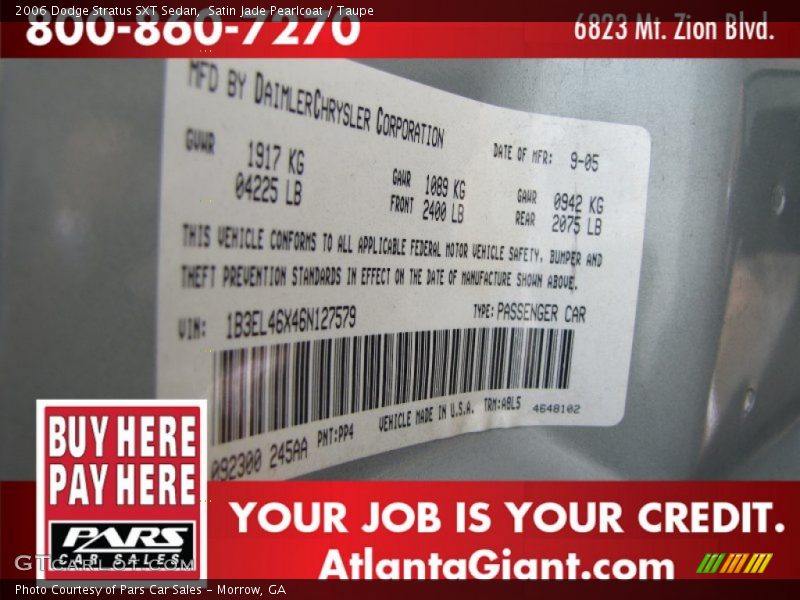 2006 Dodge Stratus SXT Sedan, Satin Jade Pearlcoat / Taupe
800-860-7270
6823 Mt. Zion Blvd.
MFD BY DAIMLERCHRYSLER CORPORATION
DATE OF MFR: 9-05
GVWR 1917 KG
04225 LB
GAWR 1089 KG
FRONT 2400 LB
GAWR 0942 KG
REAR 2075 LB
THIS VEHICLE CONFORMS TO ALL APPLICABLE FEDERAL MOTOR VEHICLE SAFETY, BUMPER AND
THEFT PREVENTION STANDARDS IN EFFECT ON THE DATE OF MANUFACTURE SHOWN ABOVE.
VIN: 1B3EL46X46N127579
TYPE: PASSENGER CAR
092300 245AA PNT:PP4 VEHICLE MADE IN U.S.A. TRM:ABL5 4648102
BUY HERE
PAY HERE
PARS
CAR SALES
YOUR JOB IS YOUR CREDIT.
AtlantaGiant.com
GTCARLOT.COM
Photo Courtesy of Pars Car Sales - Morrow, GA